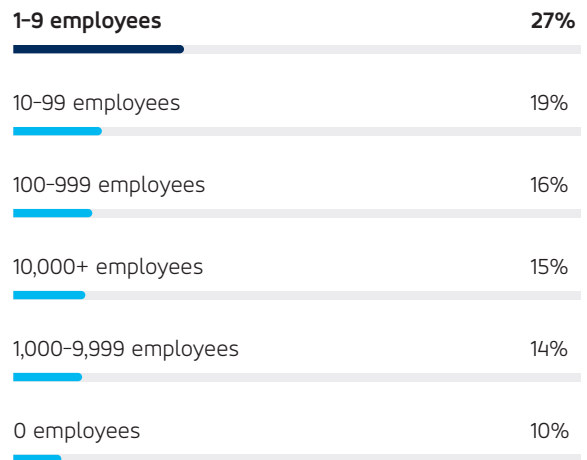 1-9 employees 27%
10-99 employees 19%
100-999 employees 16%
10,000+ employees 15%
1,000-9,999 employees 14%
0 employees 10%